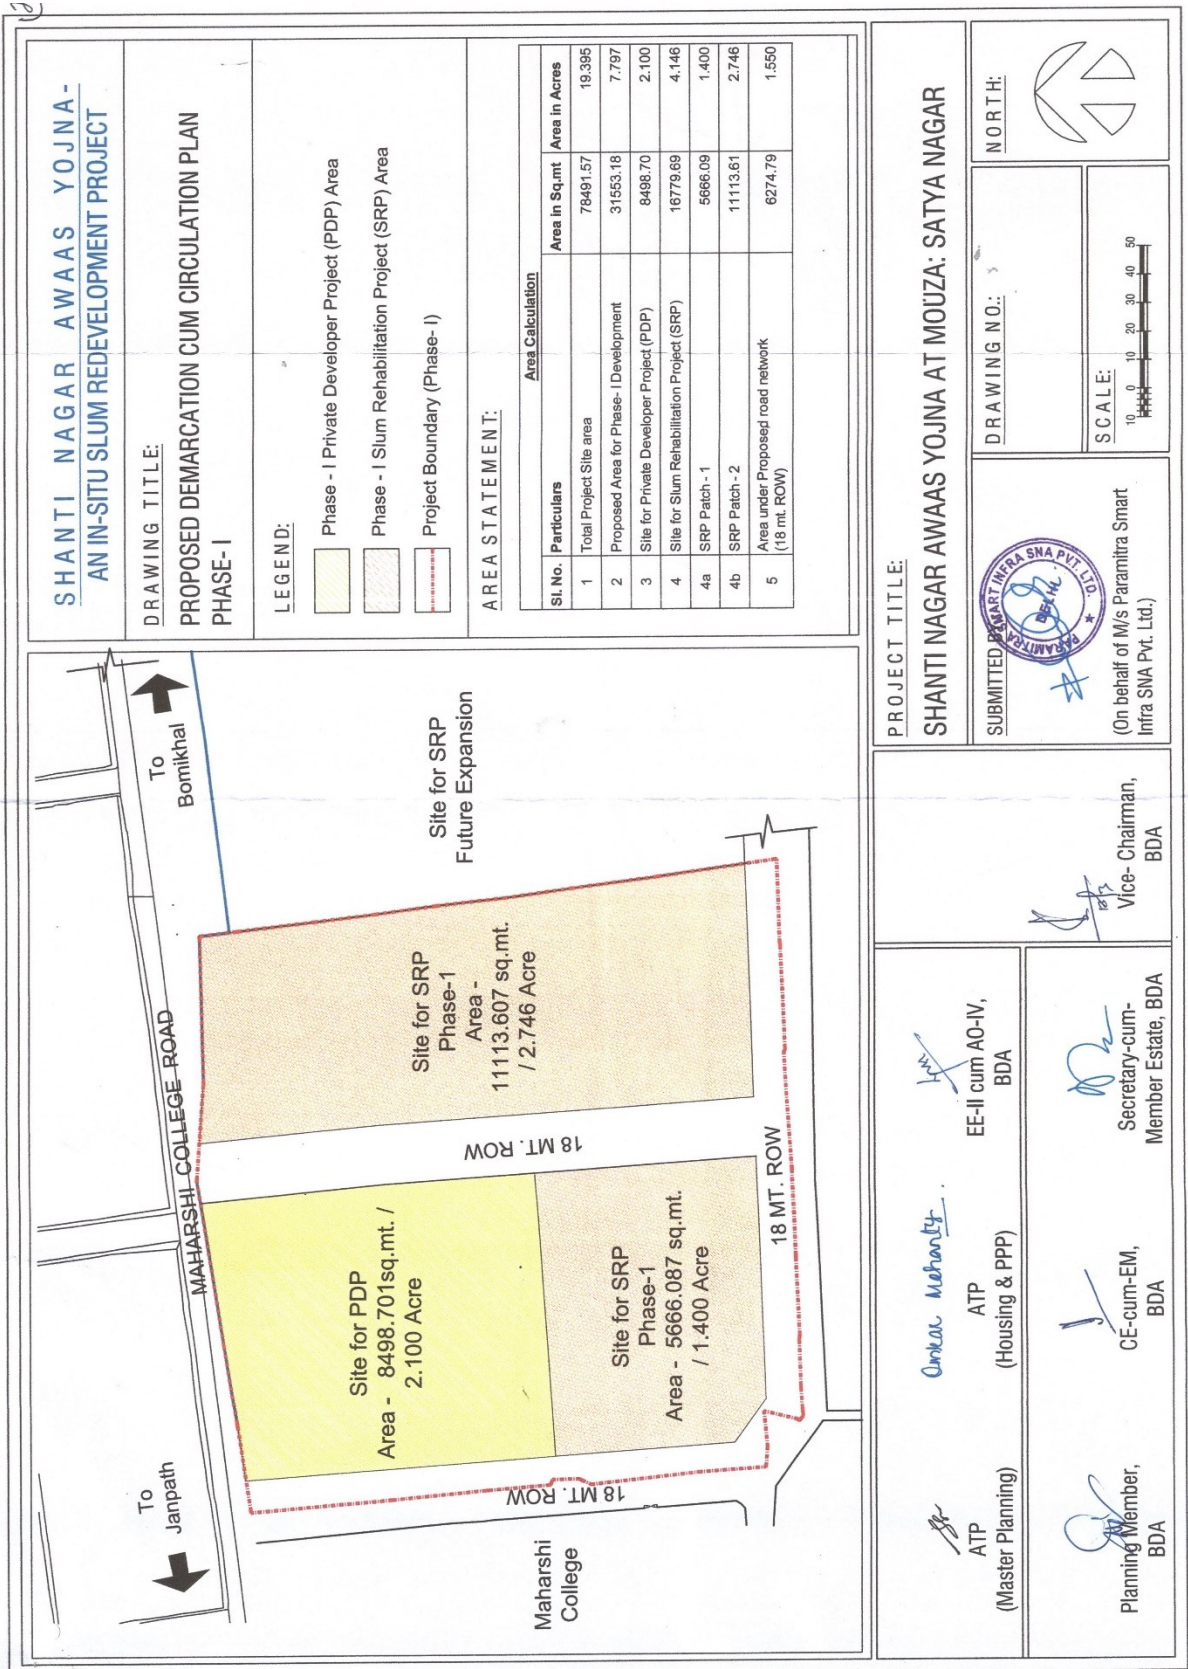 SHANTI NAGAR AWAAS YOJNA-
AN IN-SITU SLUM REDEVELOPMENT PROJECT
DRAWING TITLE:
PROPOSED DEMARCATION CUM CIRCULATION PLAN
PHASE-I
LEGEND:
Phase - I Private Developer Project (PDP) Area
Phase - I Slum Rehabilitation Project (SRP) Area
Project Boundary (Phase- I)
AREA STATEMENT:
Area Calculation
Sl. No. Particulars Area in Sq.mt Area in Acres
1 Total Project Site area 78491.57 19.395
2 Proposed Area for Phase- I Development 31553.18 7.797
3 Site for Private Developer Project (PDP) 8498.70 2.100
4 Site for Slum Rehabilitation Project (SRP) 16779.69 4.146
4a SRP Patch - 1 5666.09 1.400
4b SRP Patch - 2 11113.61 2.746
5 Area under Proposed road network 6274.79 1.550
(18 mt. ROW)
To
Janpath
To
Bomikhal
MAHARSHI COLLEGE ROAD
Site for PDP
Area - 8498.701sq.mt. /
2.100 Acre
18 MT. ROW
Site for SRP
Phase-1
Area -
11113.607 sq.mt.
/ 2.746 Acre
Site for SRP
Future Expansion
Maharshi
College
18 MT. ROW
Site for SRP
Phase-1
Area - 5666.087 sq.mt.
/ 1.400 Acre
18 MT. ROW
ATP
(Master Planning)
ATP
(Housing & PPP)
EE-II cum AO-IV,
BDA
Planning Member,
BDA
CE-cum-EM,
BDA
Secretary-cum-
Member Estate, BDA
Vice- Chairman,
BDA
PROJECT TITLE:
SHANTI NAGAR AWAAS YOJNA AT MOUZA: SATYA NAGAR
SUBMITTED BY
PARAMITRA SMART INFRA SNA PVT. LTD. ★
DELHI
(On behalf of M/s Paramitra Smart
Infra SNA Pvt. Ltd.)
DRAWING NO.:
SCALE:
10 0 10 20 30 40 50
NORTH: